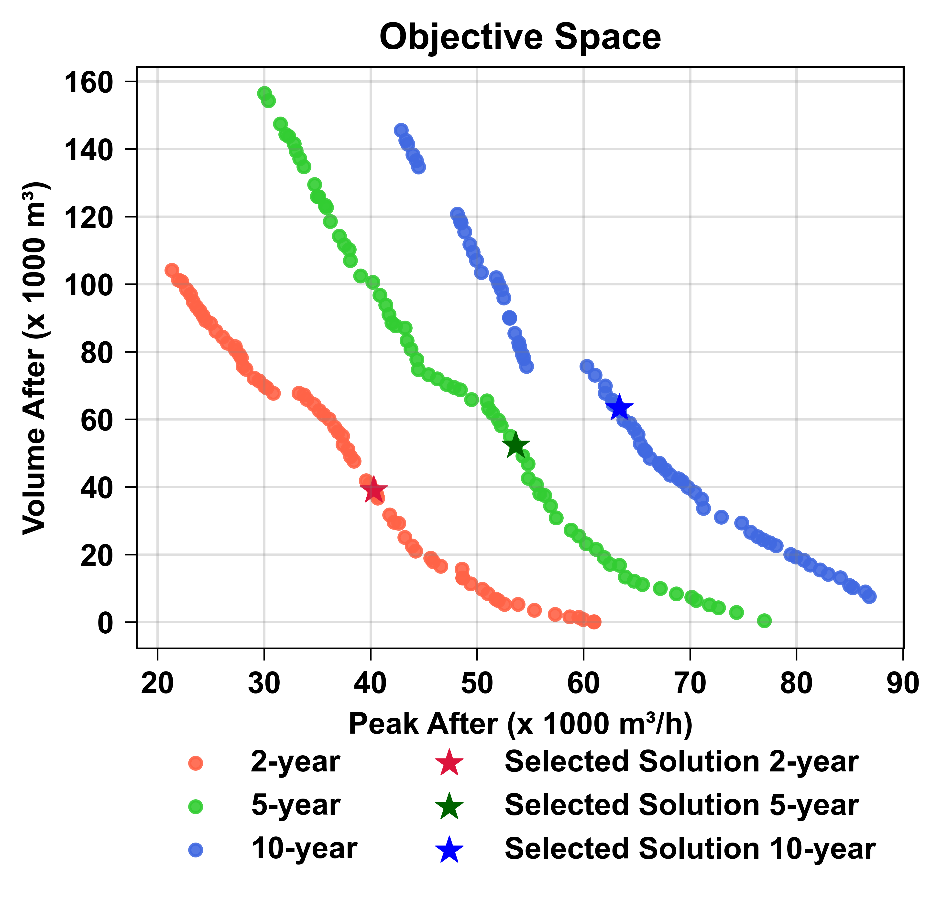 Objective Space
160
140
120
100
80
60
40
20
0
Volume After (x 1000 m³)
20 30 40 50 60 70 80 90
Peak After (x 1000 m³/h)
2-year Selected Solution 2-year
5-year Selected Solution 5-year
10-year Selected Solution 10-year